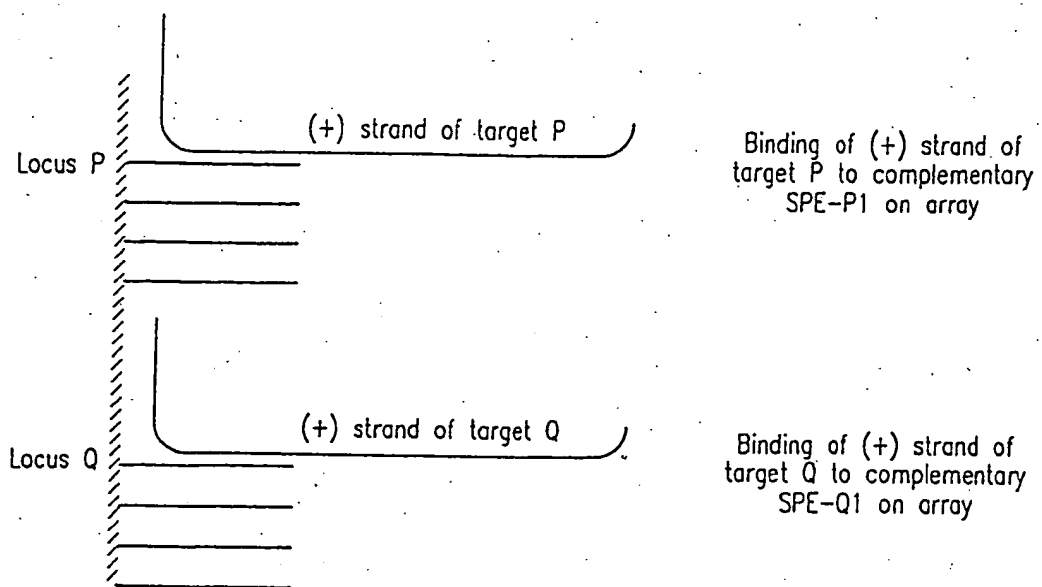 (+) strand of target P
Locus P
Binding of (+) strand of
target P to complementary
SPE-P1 on array
(+) strand of target Q
Locus Q
Binding of (+) strand of
target Q to complementary
SPE-Q1 on array